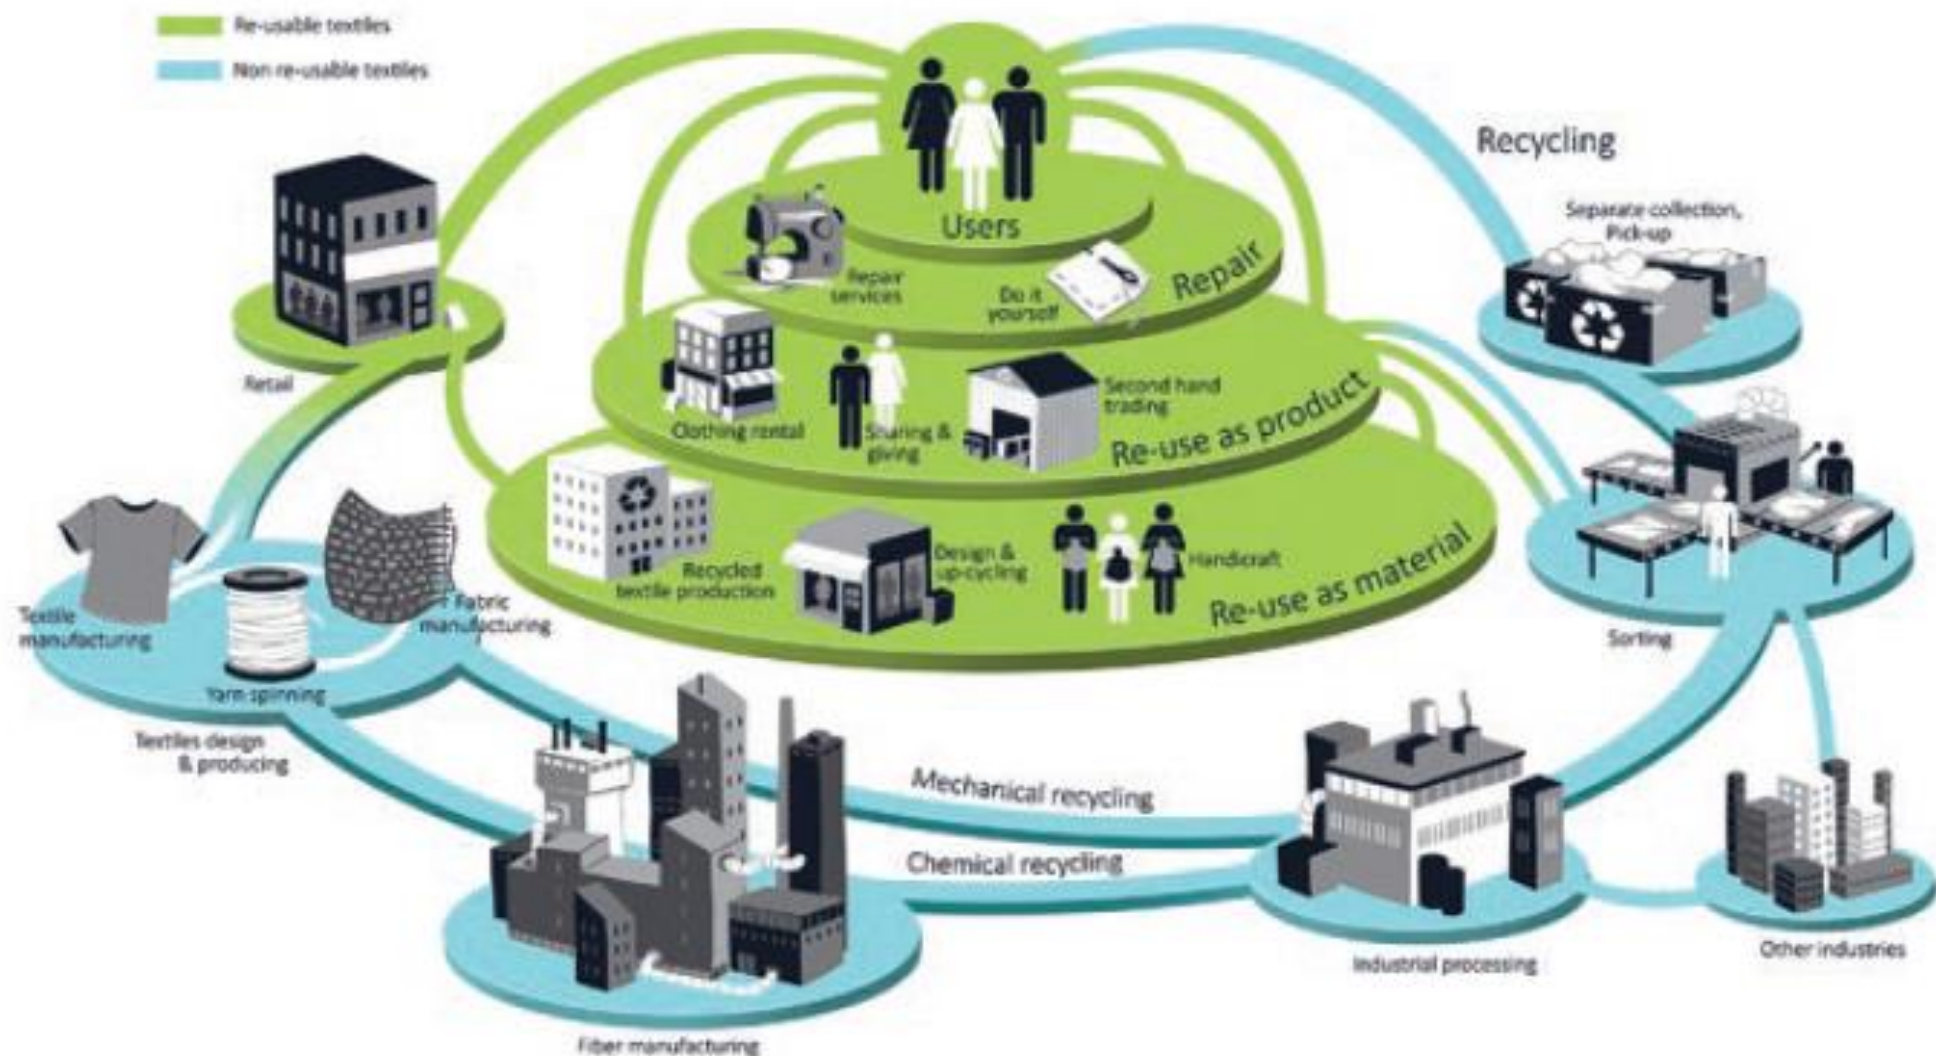 Re-usable textiles
Non re-usable textiles
Recycling
Separate collection,
Pick-up
Users
Repair
services
Do it
yourself
Repair
Retail
Clothing rental
Sharing &
giving
Second hand
trading
Re-use as product
Recycled
textile production
Design &
up-cycling
Handicraft
Re-use as material
Sorting
Textile
manufacturing
Fabric
manufacturing
Yarn spinning
Textiles design
& producing
Mechanical recycling
Chemical recycling
Industrial processing
Other industries
Fiber manufacturing